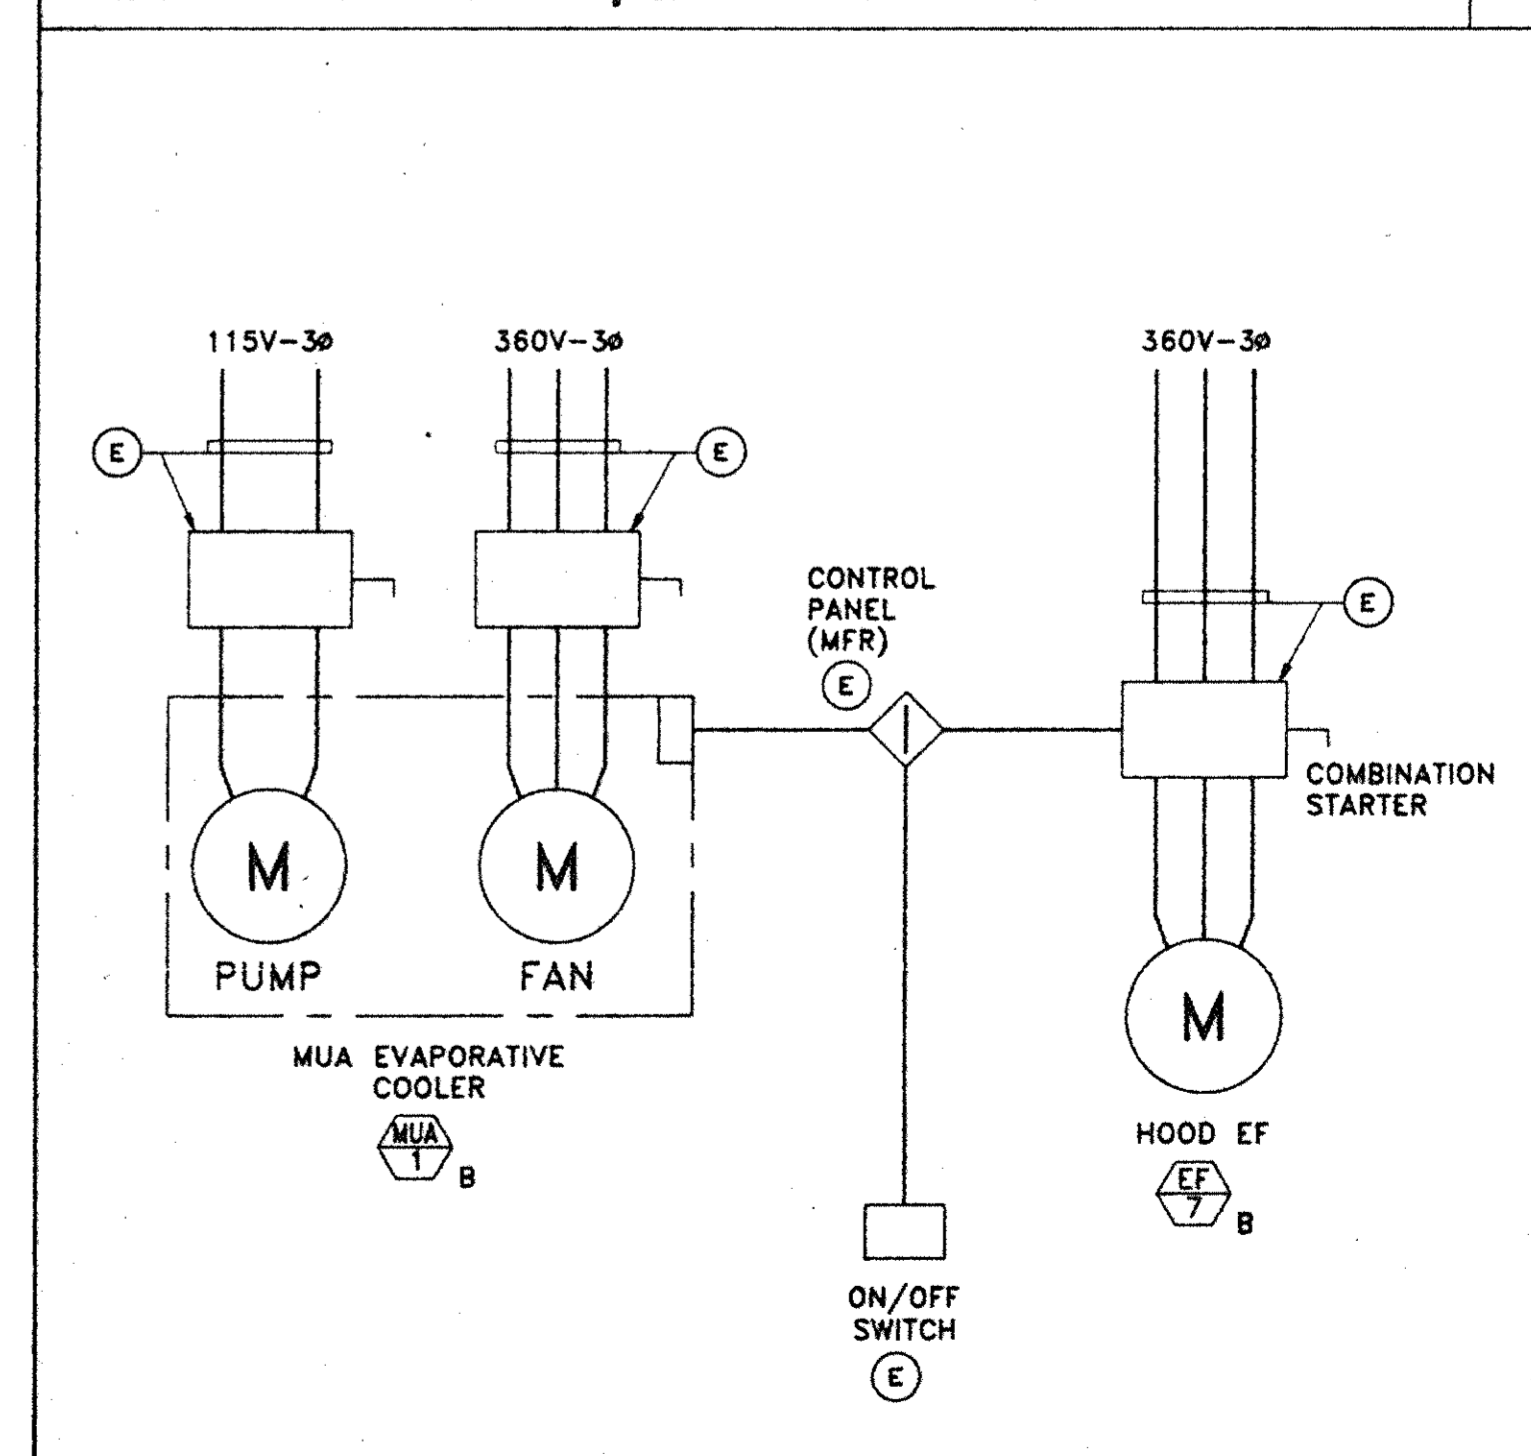 115V-3ø
360V-3ø
360V-3ø
E
E
E
CONTROL
PANEL
(MFR)
E
COMBINATION
STARTER
M
M
PUMP
FAN
M
MUA EVAPORATIVE
COOLER
MUA
1
B
HOOD EF
EF
7
B
ON/OFF
SWITCH
E